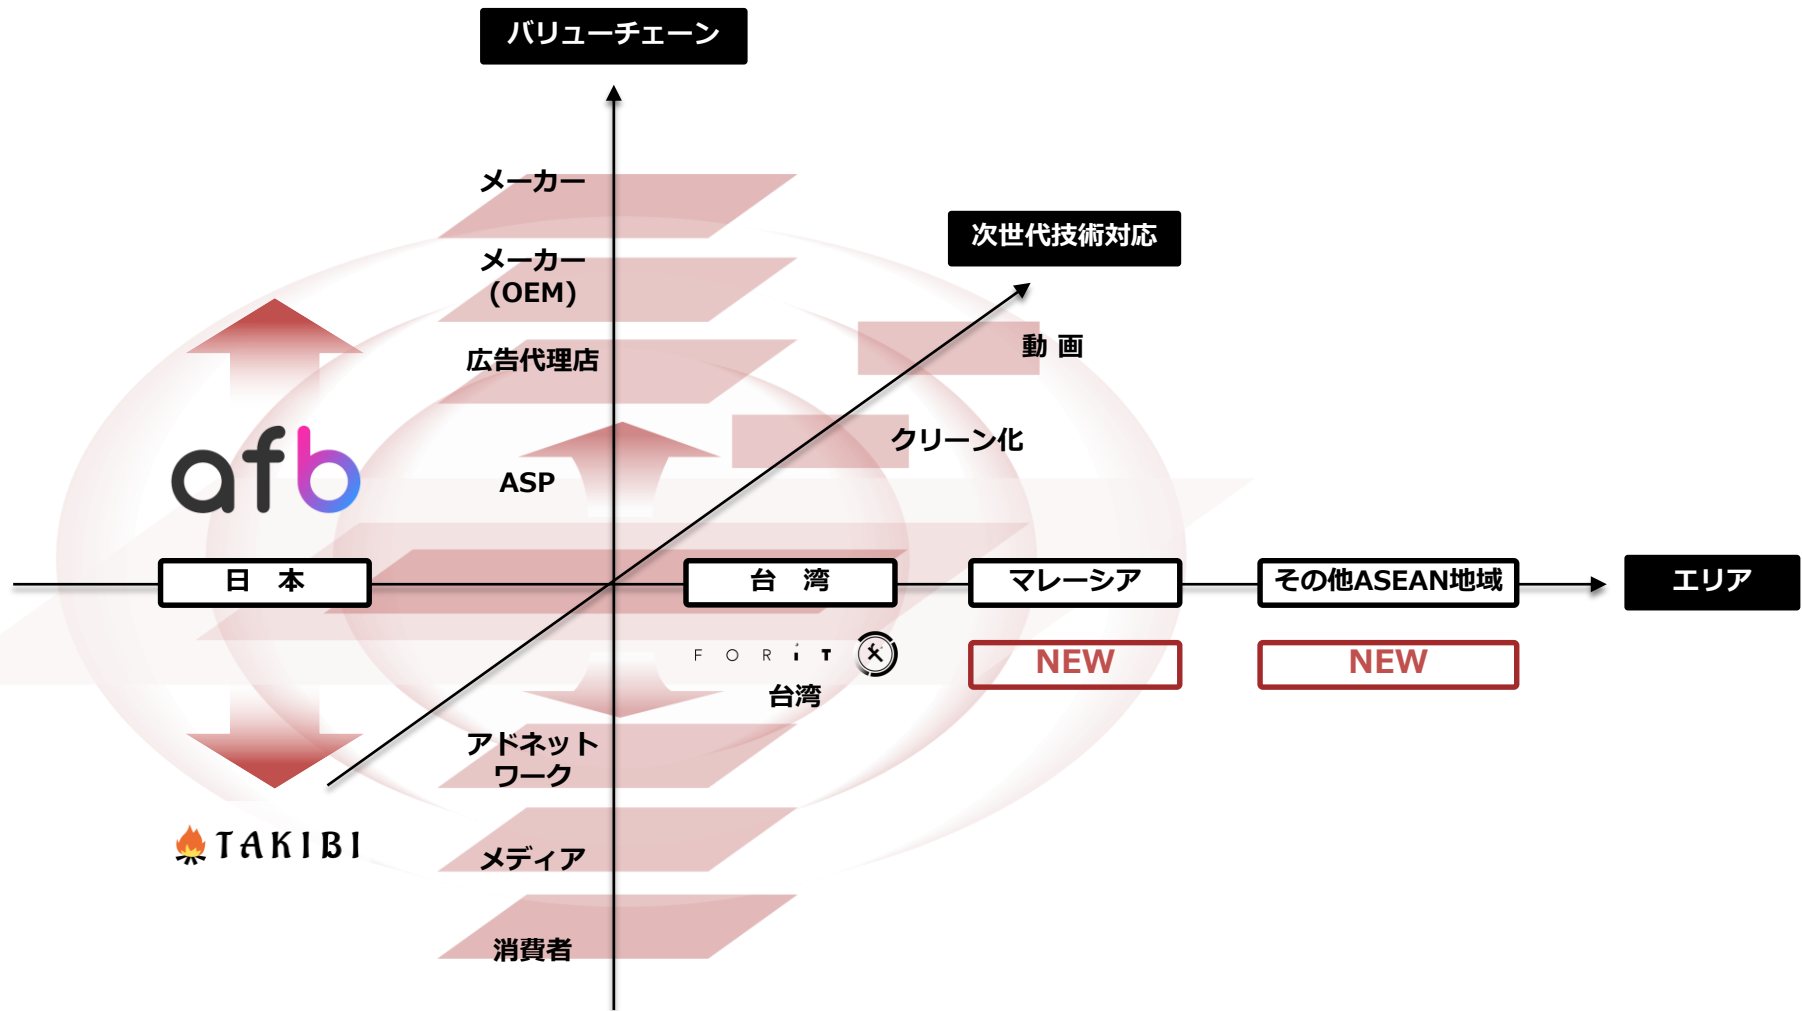 バリューチェーン
メーカー
次世代技術対応
メーカー
(OEM)
動 画
広告代理店
クリーン化
afb
ASP
日 本
台 湾
マレーシア
その他ASEAN地域
エリア
FORiT
NEW
NEW
台湾
アドネット
ワーク
TAKIBI
メディア
消費者